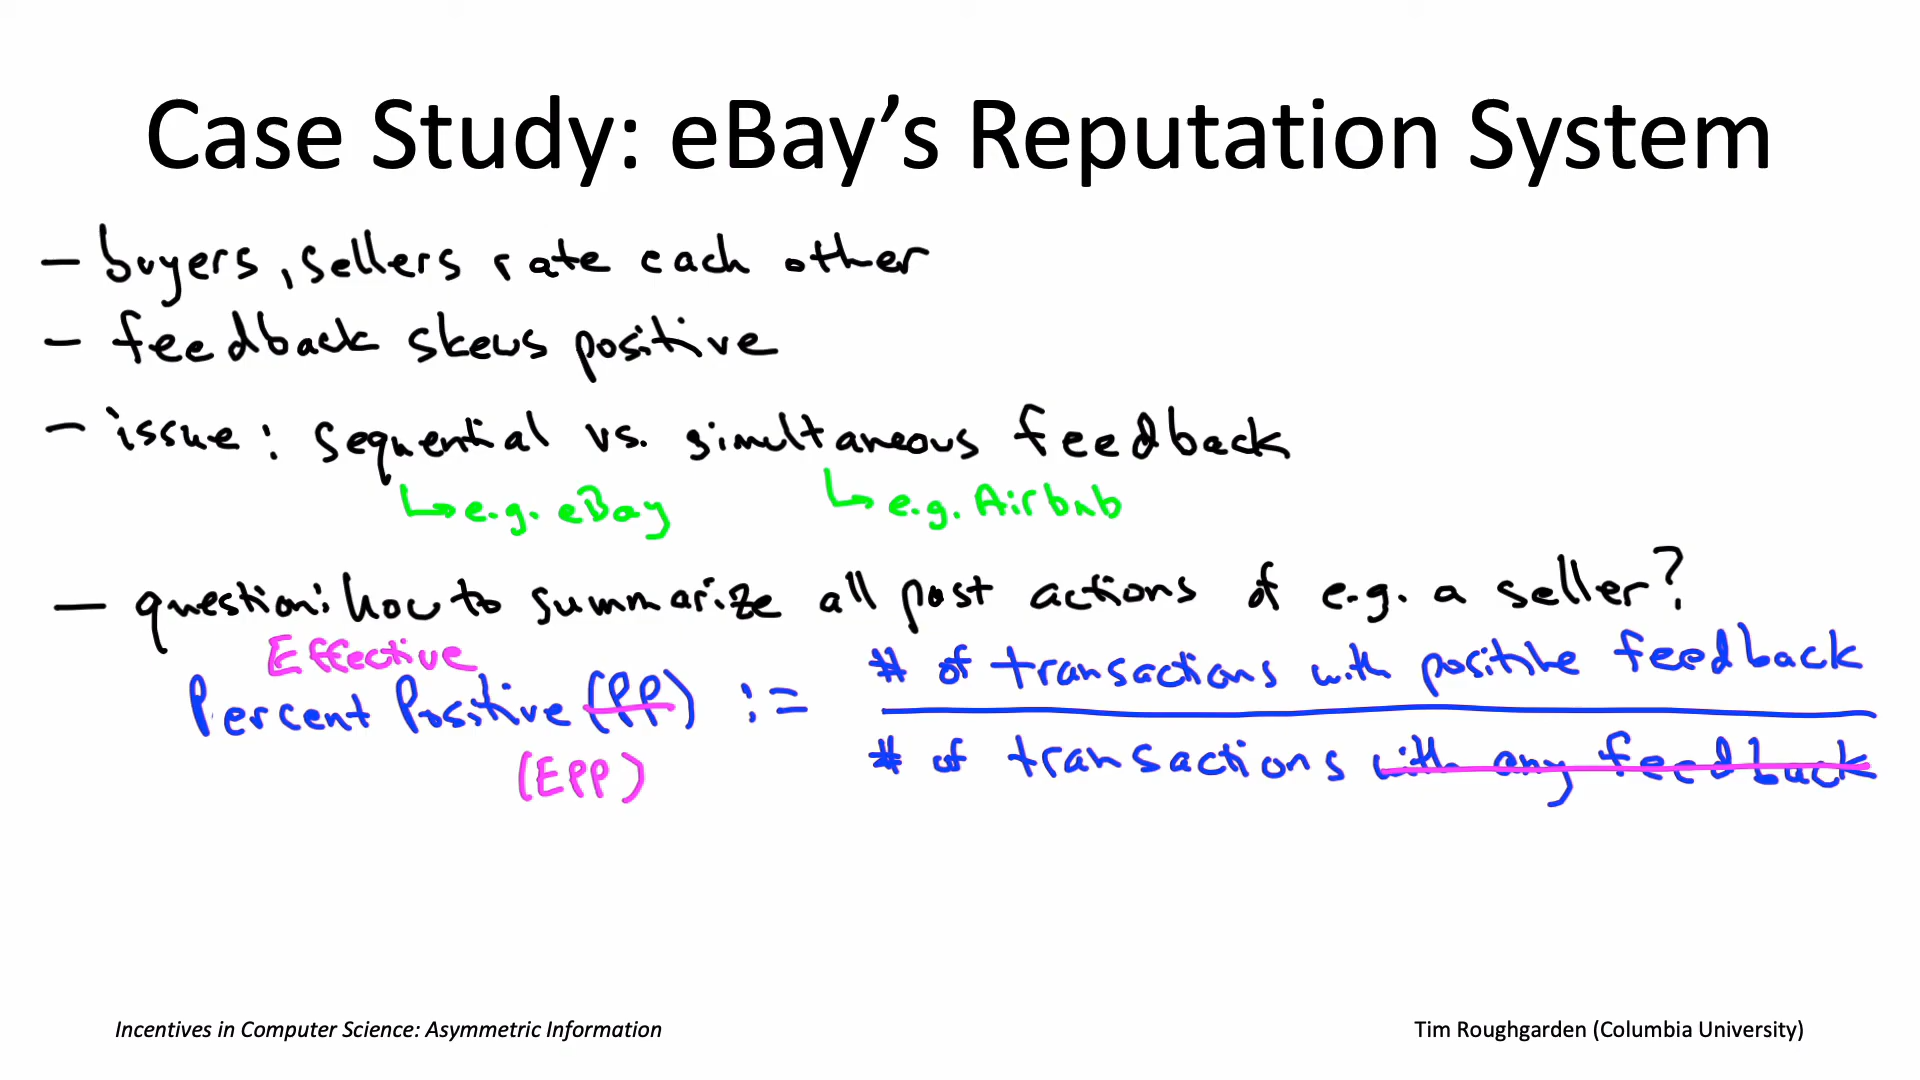 Case Study: eBay's Reputation System
- buyers, sellers rate each other
- feedback skews positive
- issue: sequential vs. simultaneous feedback
↳ e.g. eBay
↳ e.g. Airbnb
- question: how to summarize all past actions of e.g. a seller?
Effective
Percent Positive (PP) :=
# of transactions with positive feedback
# of transactions with any feedback
(EPP)
Incentives in Computer Science: Asymmetric Information
Tim Roughgarden (Columbia University)